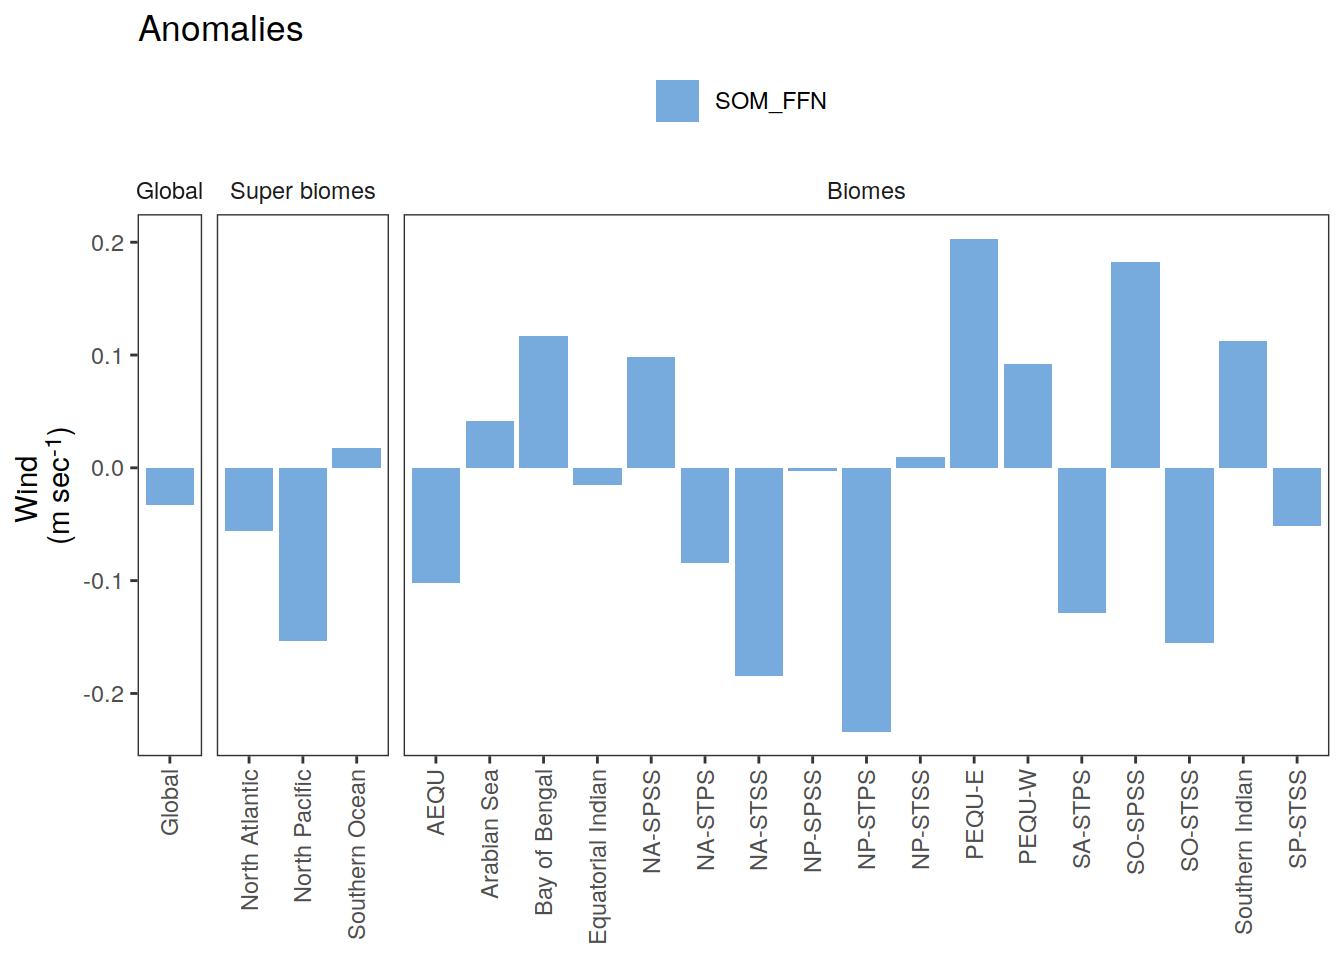 Anomalies
SOM_FFN
Global
Super biomes
Biomes
Wind
(m sec-1)
0.2
0.1
0.0
-0.1
-0.2
Global
North Atlantic
North Pacific
Southern Ocean
AEQU
Arabian Sea
Bay of Bengal
Equatorial Indian
NA-SPSS
NA-STPS
NA-STSS
NP-SPSS
NP-STPS
NP-STSS
PEQU-E
PEQU-W
SA-STPS
SO-SPSS
SO-STSS
Southern Indian
SP-STSS